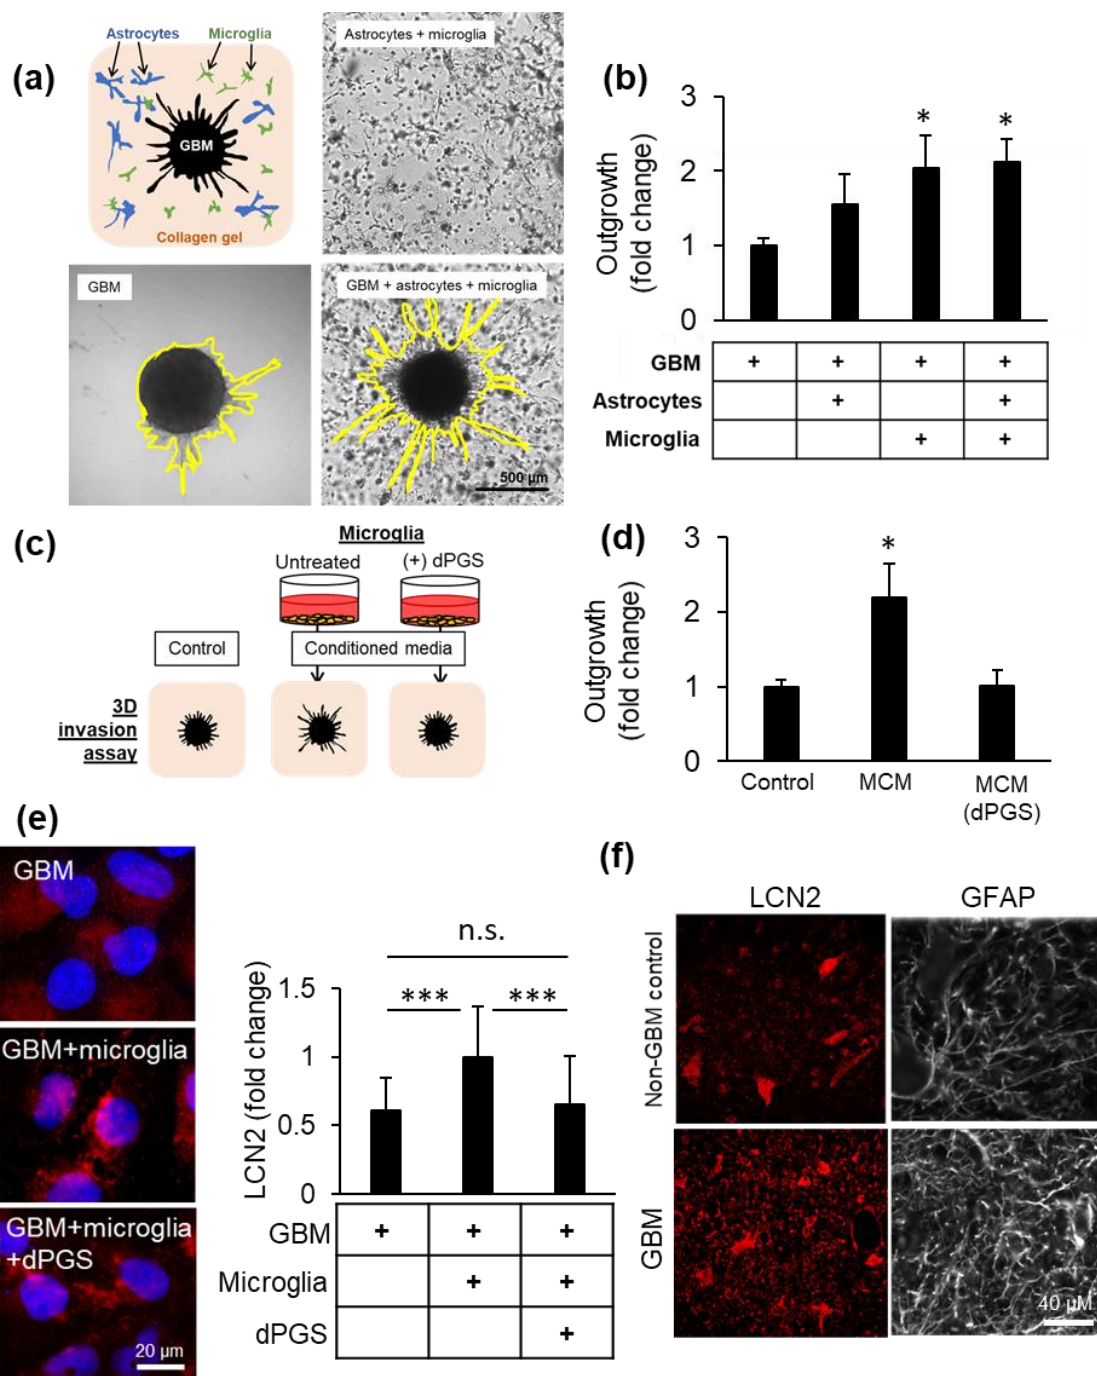 (a)
Astrocytes
Microglia
GBM
Collagen gel
Astrocytes + microglia
GBM
GBM + astrocytes + microglia
500 µm
(b)
Outgrowth
(fold change)
3
2
1
0
*
*
GBM + + + +
Astrocytes + +
Microglia + +
(c)
Microglia
Untreated
(+) dPGS
Control
Conditioned media
3D
invasion
assay
(d)
Outgrowth
(fold change)
3
2
1
0
*
Control
MCM
MCM
(dPGS)
(e)
GBM
GBM+microglia
GBM+microglia
+dPGS
20 µm
LCN2 (fold change)
1.5
1
0.5
0
n.s.
*** ***
GBM + + +
Microglia + +
dPGS +
(f)
LCN2
GFAP
Non-GBM control
GBM
40 µM